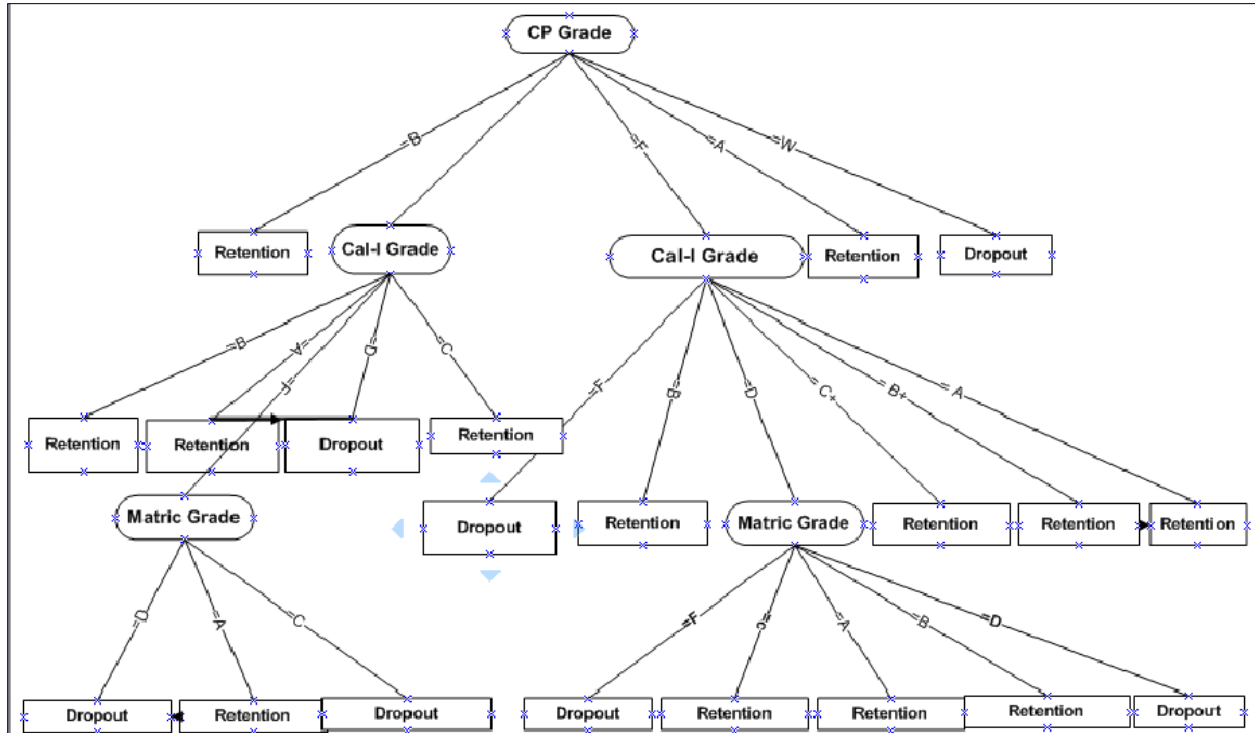 CP Grade
=B
=F
=A
=W
Retention
Cal-I Grade
Cal-I Grade
Retention
Dropout
=B
=A
=F
=D
=C
=F
=B
=D
= C+
= B+
= A
Retention
Retention
Dropout
Retention
Matric Grade
Dropout
Retention
Matric Grade
Retention
Retention
Retention
=D
=A
=C
=F
=c
=A
=B
=D
Dropout
Retention
Dropout
Dropout
Retention
Retention
Retention
Dropout